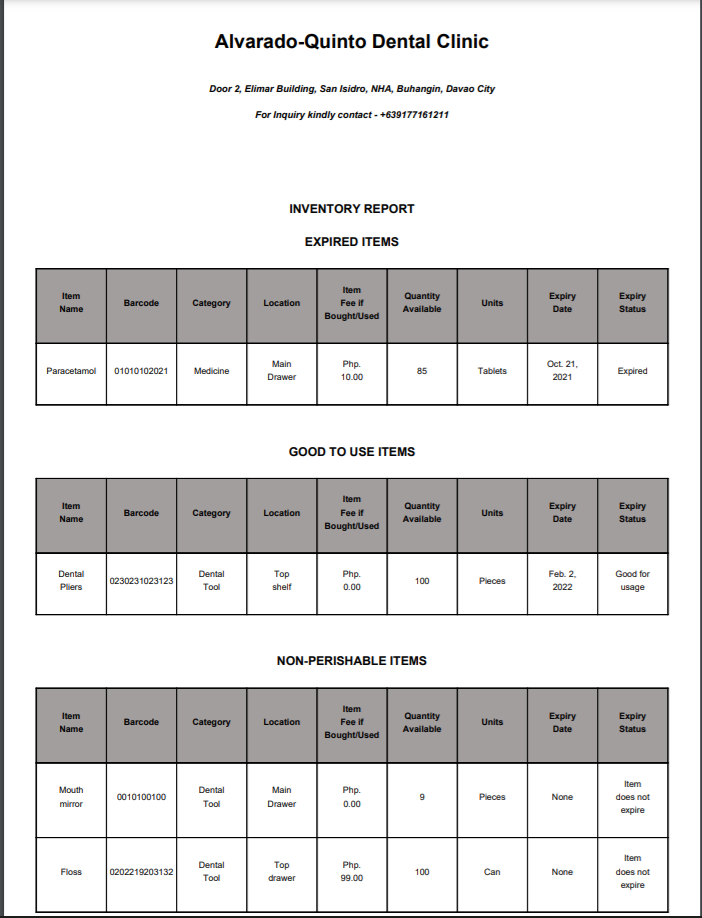 Alvarado-Quinto Dental Clinic
Door 2, Elimar Building, San Isidro, NHA, Buhangin, Davao City
For Inquiry kindly contact - +639177161211
INVENTORY REPORT
EXPIRED ITEMS
Item Name Barcode Category Location Item Fee if Bought/Used Quantity Available Units Expiry Date Expiry Status
Paracetamol 01010102021 Medicine Main Drawer Php. 10.00 85 Tablets Oct. 21, 2021 Expired
GOOD TO USE ITEMS
Item Name Barcode Category Location Item Fee if Bought/Used Quantity Available Units Expiry Date Expiry Status
Dental Pliers 0230231023123 Dental Tool Top shelf Php. 0.00 100 Pieces Feb. 2, 2022 Good for usage
NON-PERISHABLE ITEMS
Item Name Barcode Category Location Item Fee if Bought/Used Quantity Available Units Expiry Date Expiry Status
Mouth mirror 0010100100 Dental Tool Main Drawer Php. 0.00 9 Pieces None Item does not expire
Floss 0202219203132 Dental Tool Top drawer Php. 99.00 100 Can None Item does not expire